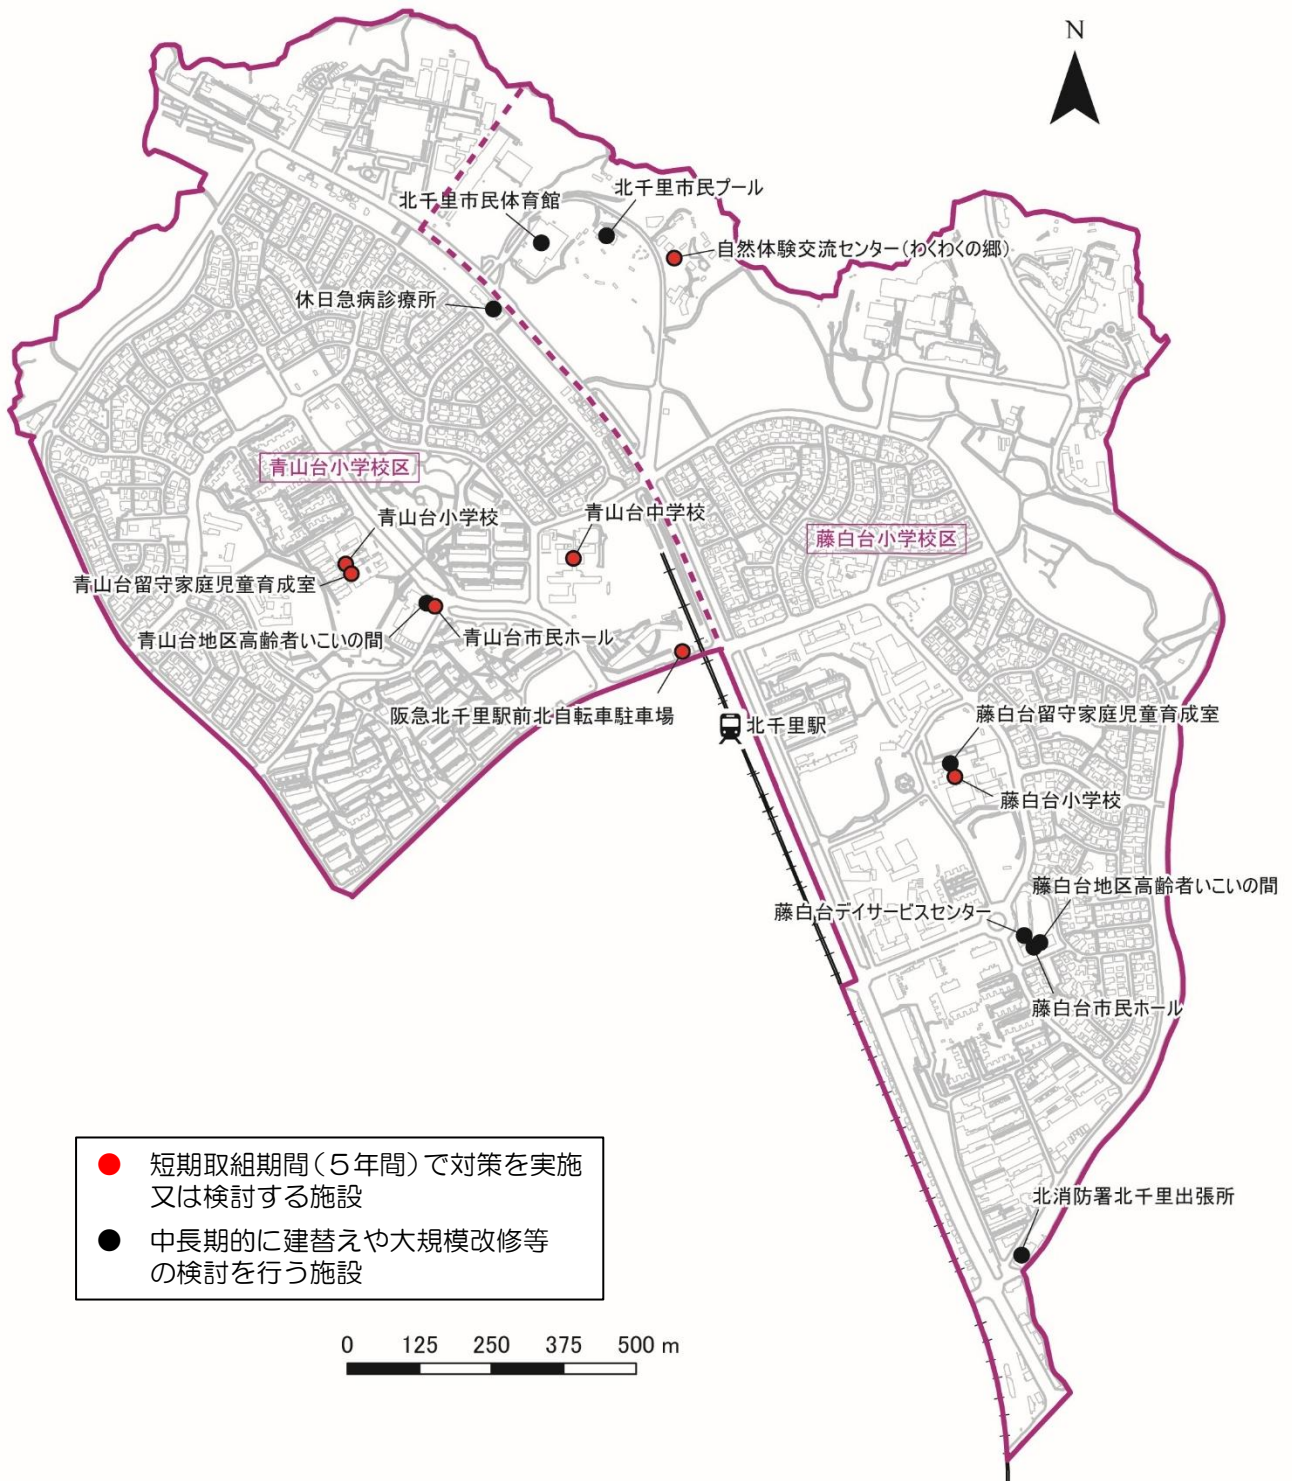 N
北千里市民プール
北千里市民体育館
自然体験交流センター（わくわくの郷）
休日急病診療所
青山台小学校区
青山台小学校
青山台中学校
藤白台小学校区
青山台留守家庭児童育成室
青山台地区高齢者いこいの間
青山台市民ホール
阪急北千里駅前北自転車駐車場
北千里駅
藤白台留守家庭児童育成室
藤白台小学校
藤白台地区高齢者いこいの間
藤白台デイサービスセンター
藤白台市民ホール
北消防署北千里出張所
短期取組期間（５年間）で対策を実施
又は検討する施設
中長期的に建替えや大規模改修等
の検討を行う施設
0 125 250 375 500 m